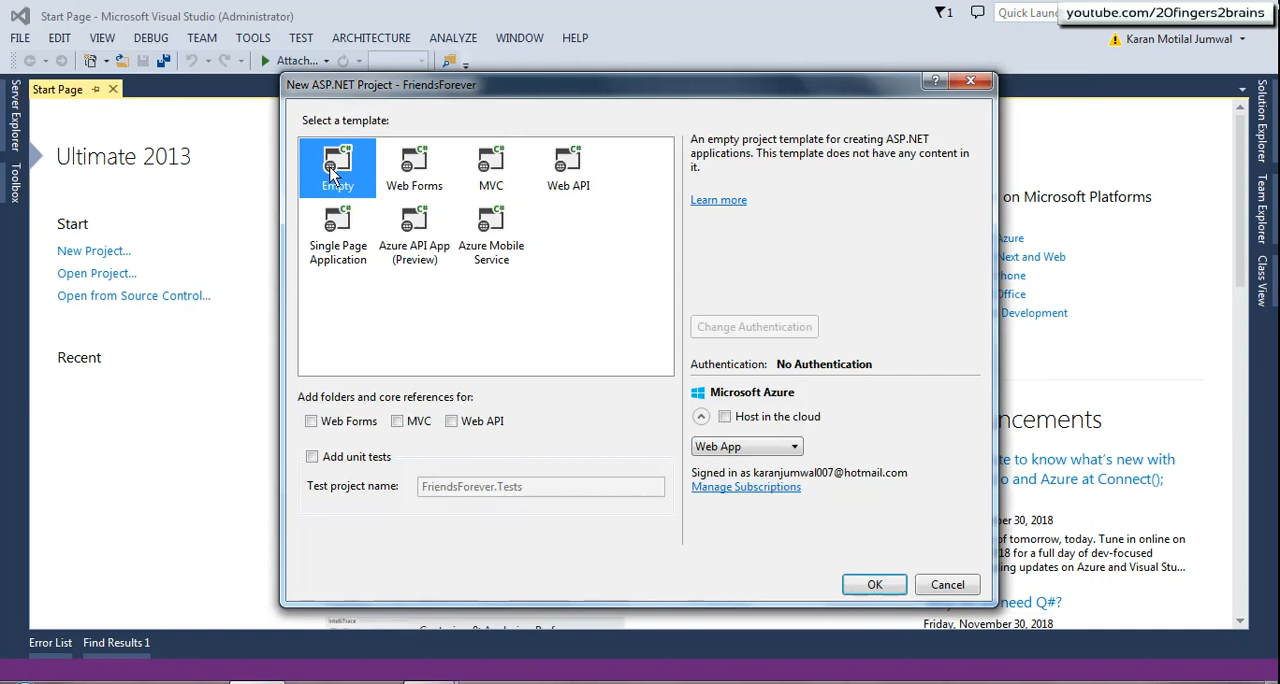 Start Page - Microsoft Visual Studio (Administrator)
1
Quick Laun
youtube.com/20fingers2brains
FILE EDIT VIEW DEBUG TEAM TOOLS TEST ARCHITECTURE ANALYZE WINDOW HELP
Karan Motilal Jumwal
Attach...
Start Page
Server Explorer
Toolbox
Solution Explorer
Team Explorer
Class View
Ultimate 2013
Start
New Project...
Open Project...
Open from Source Control...
Recent
New ASP.NET Project - FriendsForever
?
Select a template:
C# C# C# C#
Empty Web Forms MVC Web API
C# C# C#
Single Page Application
Azure API App (Preview)
Azure Mobile Service
An empty project template for creating ASP.NET
applications. This template does not have any content in
it.
Learn more
Change Authentication
Authentication: No Authentication
Microsoft Azure
Host in the cloud
Web App
Signed in as karanjumwal007@hotmail.com
Manage Subscriptions
Add folders and core references for:
Web Forms MVC Web API
Add unit tests
Test project name: FriendsForever.Tests
OK Cancel
on Microsoft Platforms
Azure
Next and Web
hone
Office
Development
ncements
te to know what's new with
o and Azure at Connect();
er 30, 2018
of tomorrow, today. Tune in online on
18 for a full day of dev-focused
ing updates on Azure and Visual Stu...
need Q#?
Friday, November 30, 2018
IntelliTrace
Error List Find Results 1